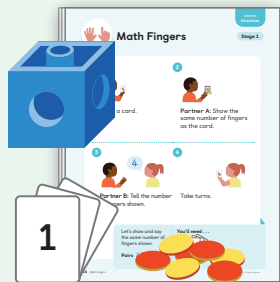 Directions
Math Fingers
Stage 1
2
a card.
Partner A: Show the
same number of fingers
as the card.
3
4
4
Partner B: Tell the number
shown.
Take turns.
Let's show and say
the same number of
fingers shown.
You'll need . . .
Pairs
1